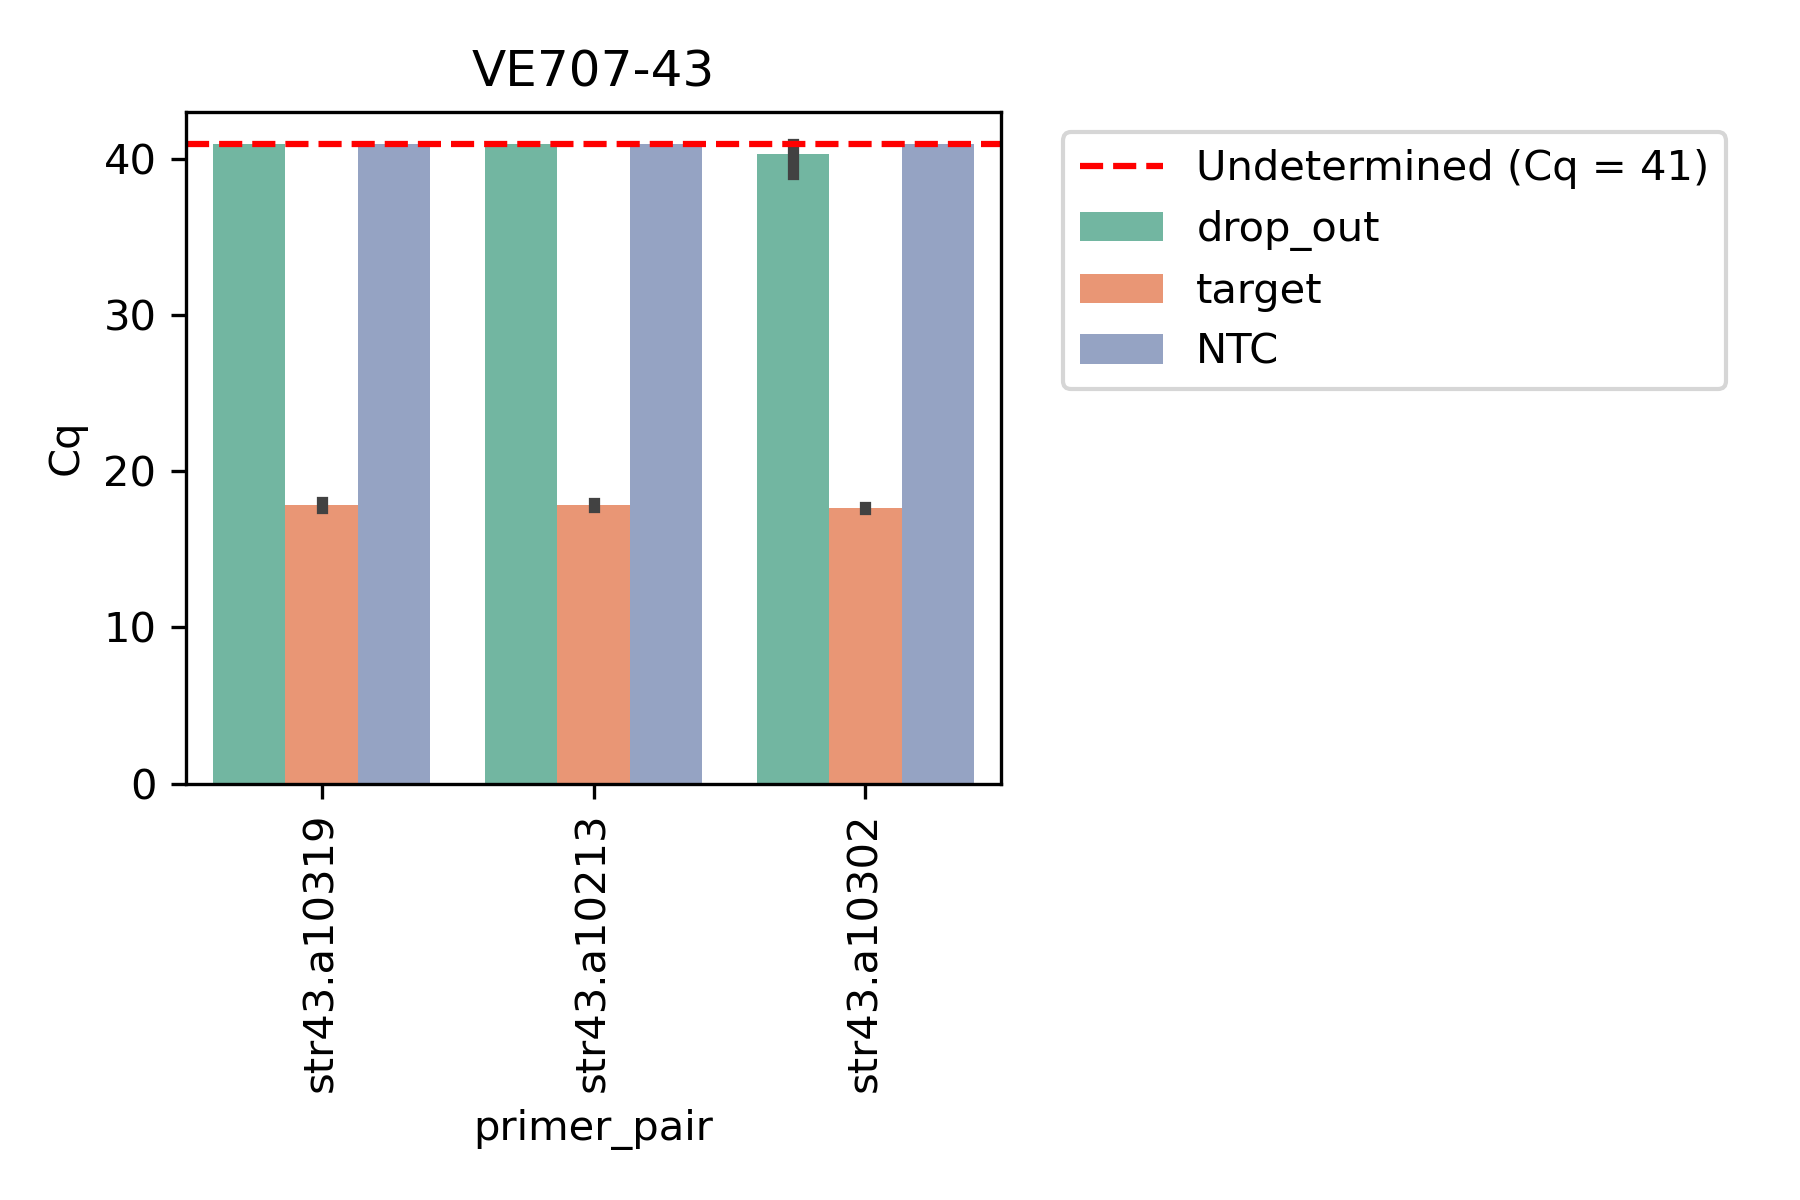 VE707-43
Cq
40
30
20
10
0
str43.a10319
str43.a10213
str43.a10302
primer_pair
Undetermined (Cq = 41)
drop_out
target
NTC